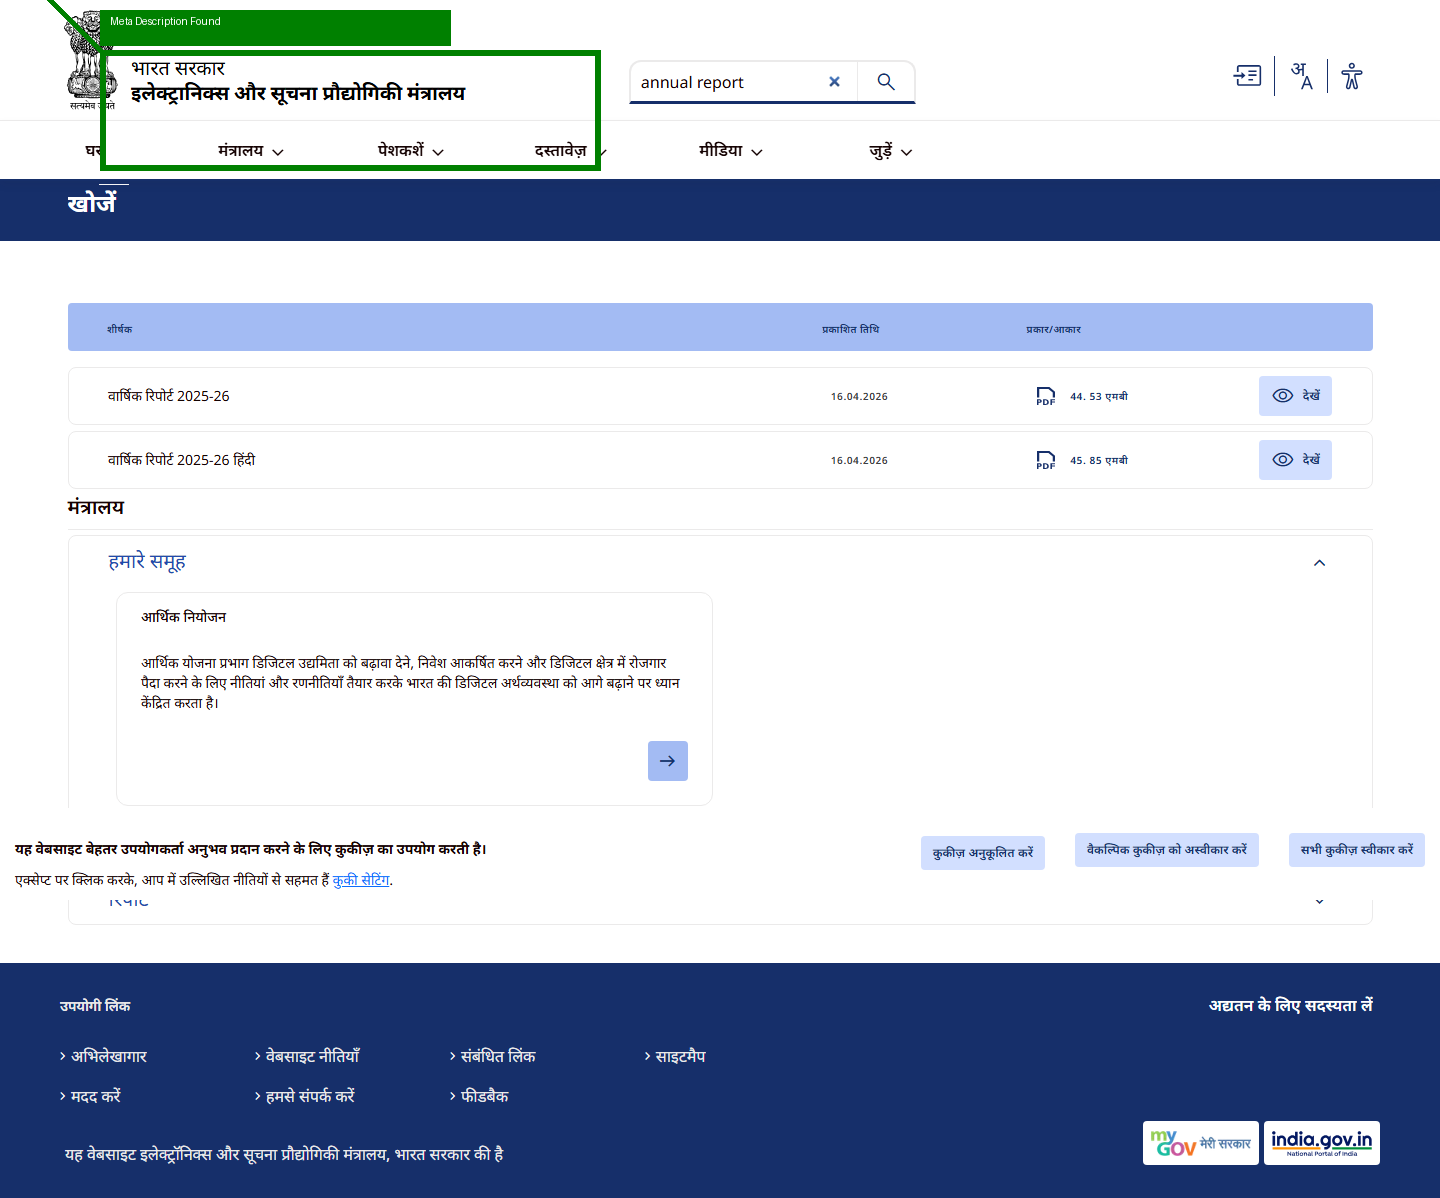 Meta Description Found
भारत सरकार
इलेक्ट्रानिक्स और सूचना प्रौद्योगिकी मंत्रालय
annual report
अ
A
मंत्रालय
पेशकशें
दस्तावेज़
मीडिया
जुड़ें
खोजें
शीर्षक
प्रकाशित तिथि
प्रकार/आकार
वार्षिक रिपोर्ट 2025-26
16.04.2026
PDF
44. 53 एमबी
देखें
वार्षिक रिपोर्ट 2025-26 हिंदी
16.04.2026
PDF
45. 85 एमबी
देखें
मंत्रालय
हमारे समूह
आर्थिक नियोजन
आर्थिक योजना प्रभाग डिजिटल उद्यमिता को बढ़ावा देने, निवेश आकर्षित करने और डिजिटल क्षेत्र में रोजगार
पैदा करने के लिए नीतियां और रणनीतियाँ तैयार करके भारत की डिजिटल अर्थव्यवस्था को आगे बढ़ाने पर ध्यान
केंद्रित करता है।
यह वेबसाइट बेहतर उपयोगकर्ता अनुभव प्रदान करने के लिए कुकीज़ का उपयोग करती है।
एक्सेप्ट पर क्लिक करके, आप में उल्लिखित नीतियों से सहमत हैं कुकी सेटिंग.
कुकीज़ अनुकूलित करें
वैकल्पिक कुकीज़ को अस्वीकार करें
सभी कुकीज़ स्वीकार करें
उपयोगी लिंक
अद्यतन के लिए सदस्यता लें
अभिलेखागार
वेबसाइट नीतियाँ
संबंधित लिंक
साइटमैप
मदद करें
हमसे संपर्क करें
फीडबैक
यह वेबसाइट इलेक्ट्रॉनिक्स और सूचना प्रौद्योगिकी मंत्रालय, भारत सरकार की है
my GOV मेरी सरकार
india.gov.in
National Portal of India